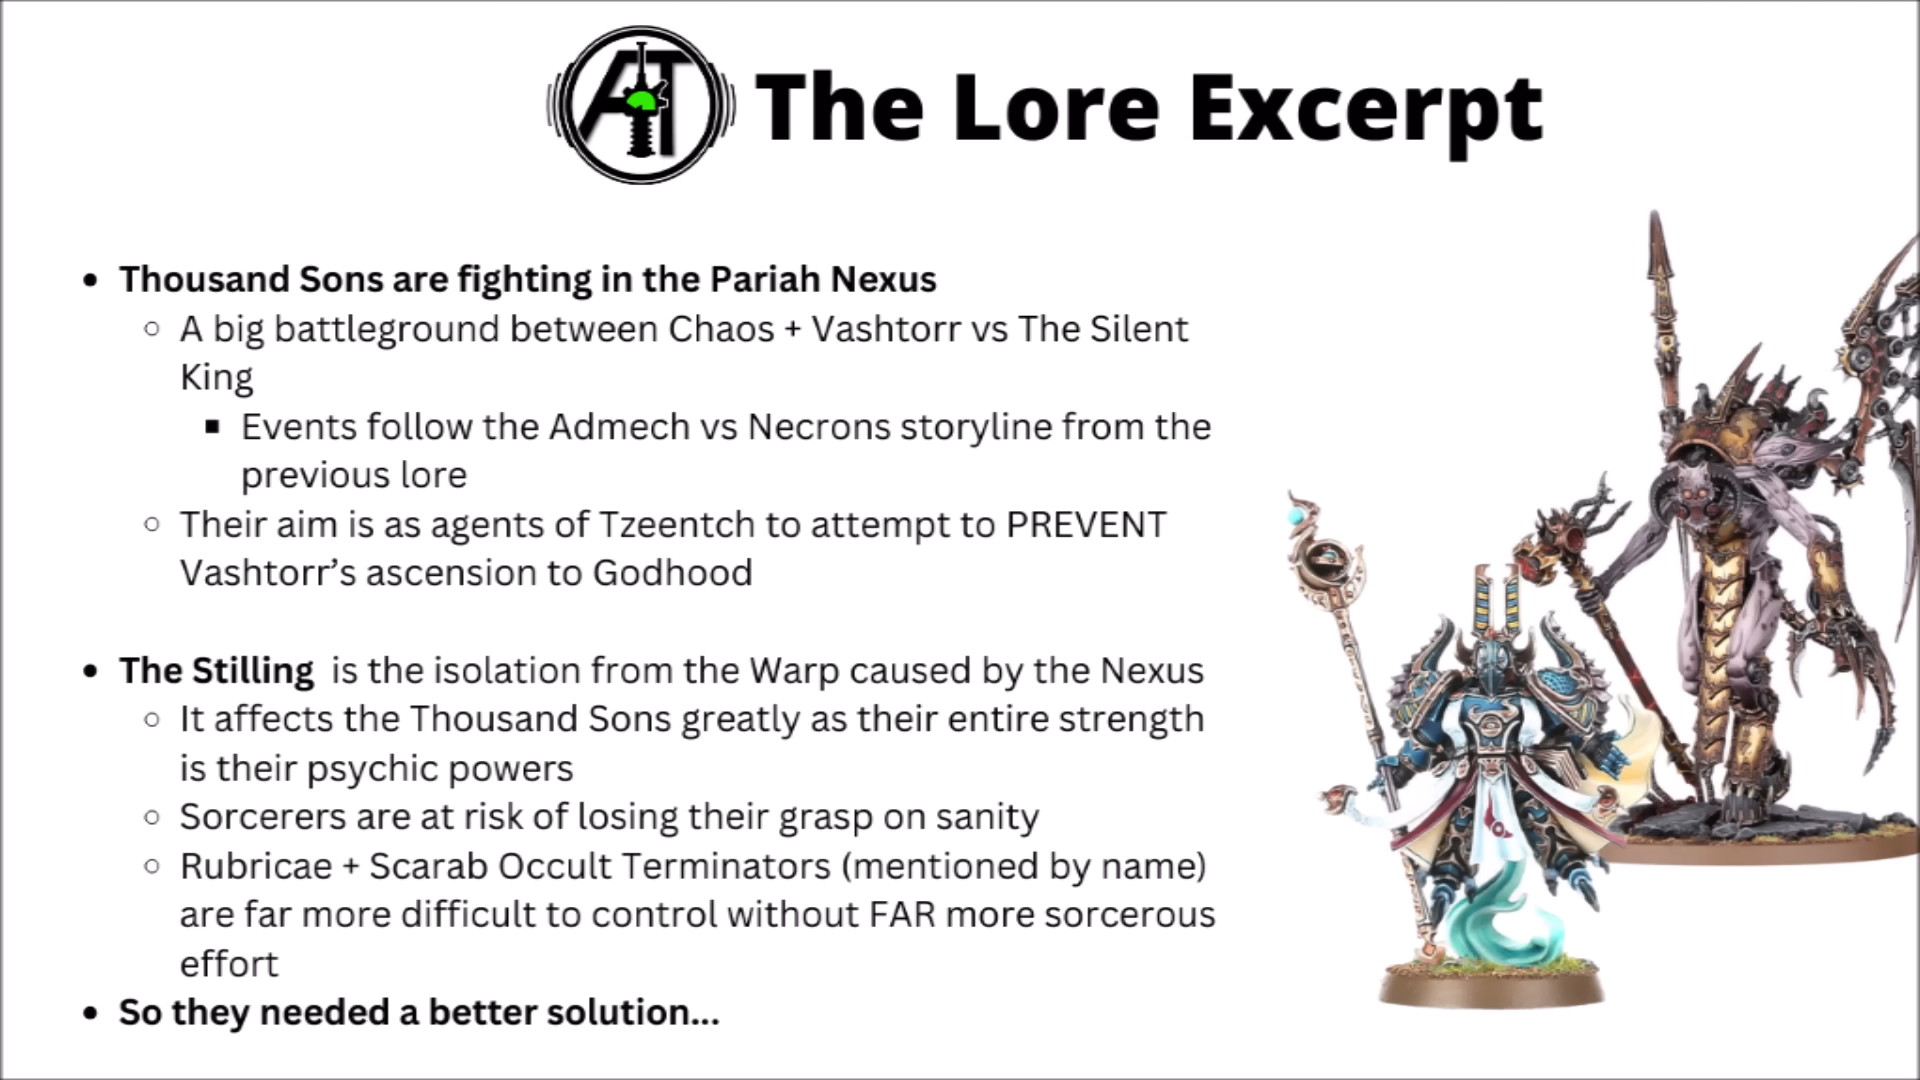 AT The Lore Excerpt
• Thousand Sons are fighting in the Pariah Nexus
○ A big battleground between Chaos + Vashtorr vs The Silent
King
▪ Events follow the Admech vs Necrons storyline from the
previous lore
○ Their aim is as agents of Tzeentch to attempt to PREVENT
Vashtorr’s ascension to Godhood
• The Stilling is the isolation from the Warp caused by the Nexus
○ It affects the Thousand Sons greatly as their entire strength
is their psychic powers
○ Sorcerers are at risk of losing their grasp on sanity
○ Rubricae + Scarab Occult Terminators (mentioned by name)
are far more difficult to control without FAR more sorcerous
effort
• So they needed a better solution...